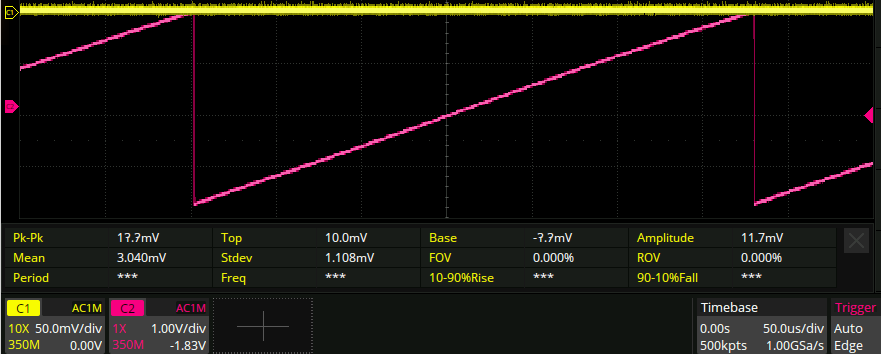 C1
C2
Pk-Pk Top 10.0mV Base Amplitude 11.7mV
Mean 3.040mV Stdev 1.108mV FOV 0.000% ROV 0.000%
Period *** Freq *** 10-90%Rise *** 90-10%Fall ***
C1 AC1M C2 AC1M Timebase Trigger
10X 50.0mV/div 1X 1.00V/div 0.00s 50.0us/div Auto
350M 0.00V 350M -1.83V 500kpts 1.00GSa/s Edge